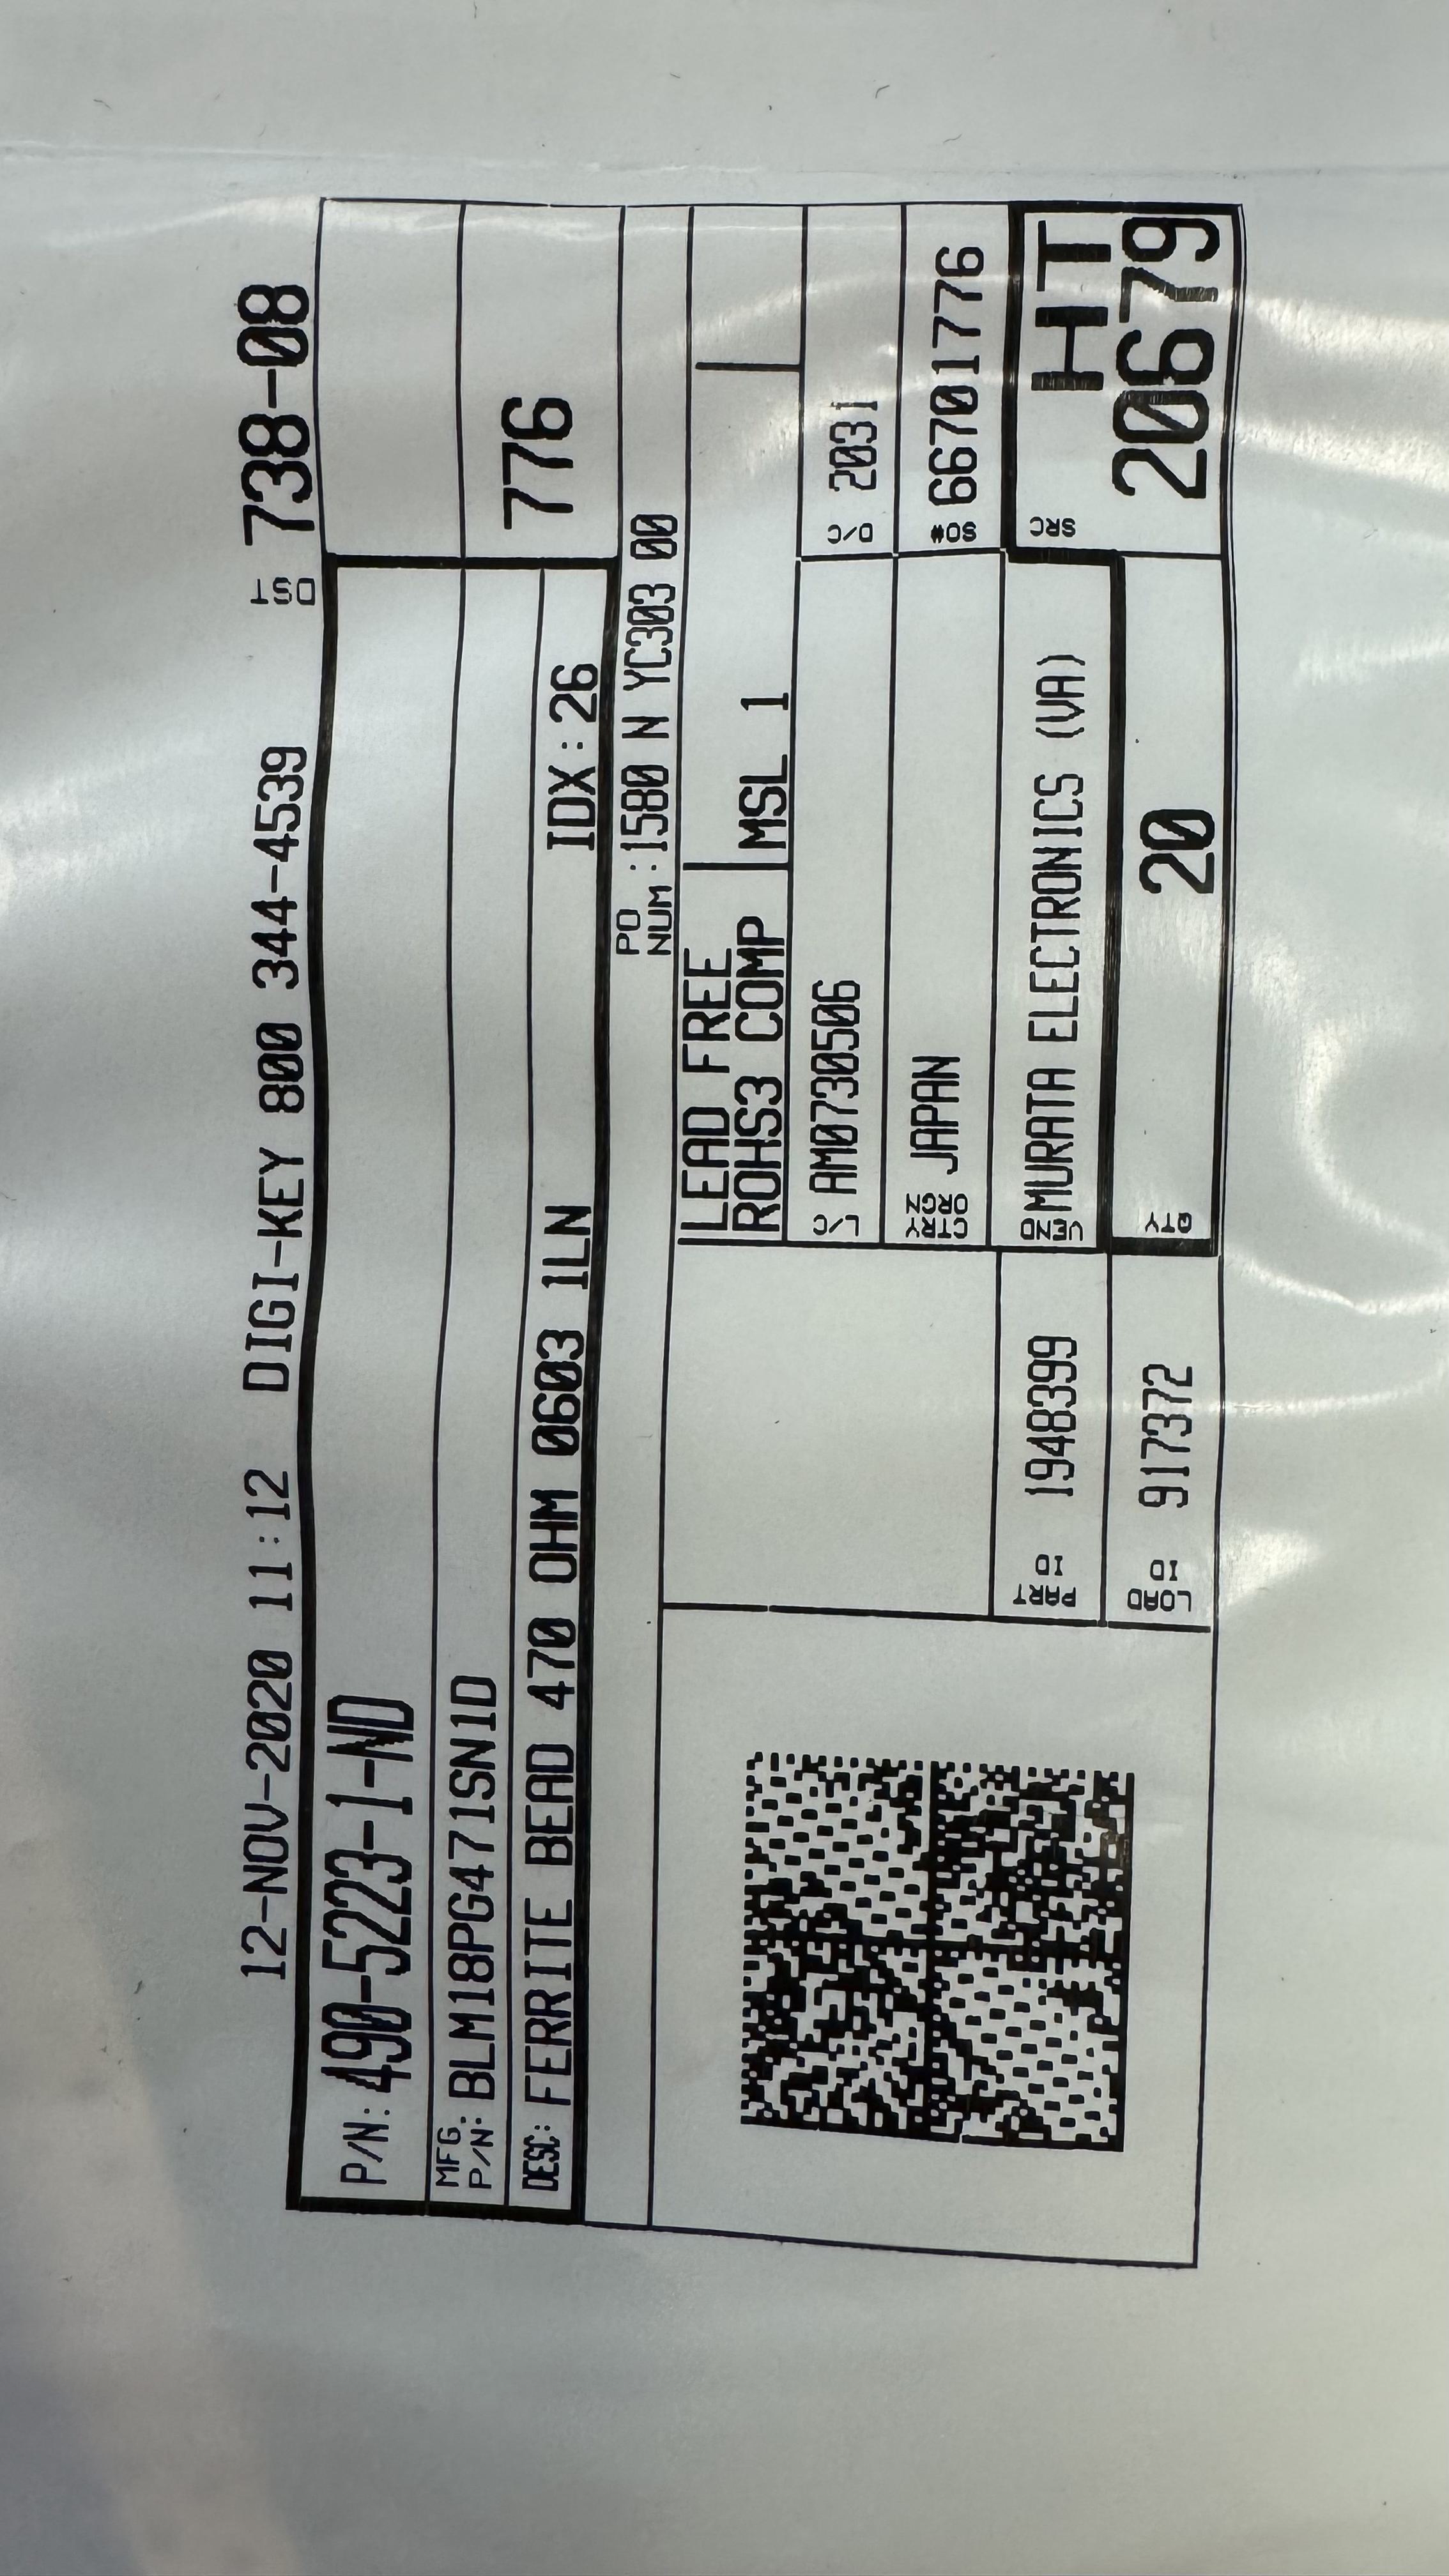 12-NOV-2020 11:12 DIGI-KEY 800 344-4539 DST 738-08
P/N: 490-5223-1-ND
MFG. P/N: BLM18PG471SN1D
776
DESC: FERRITE BEAD 470 OHM 0603 1LN IDX:26
PO NUM: 1580 N YC303 00
LEAD FREE
ROHS3 COMP MSL 1
L/C AM0730506 D/C 2031
CTRY ORGN JAPAN SO# 66701776
PART ID 1948399 VEND MURATA ELECTRONICS (VA) SRC HT
LOAD ID 917372 QTY 20 20679